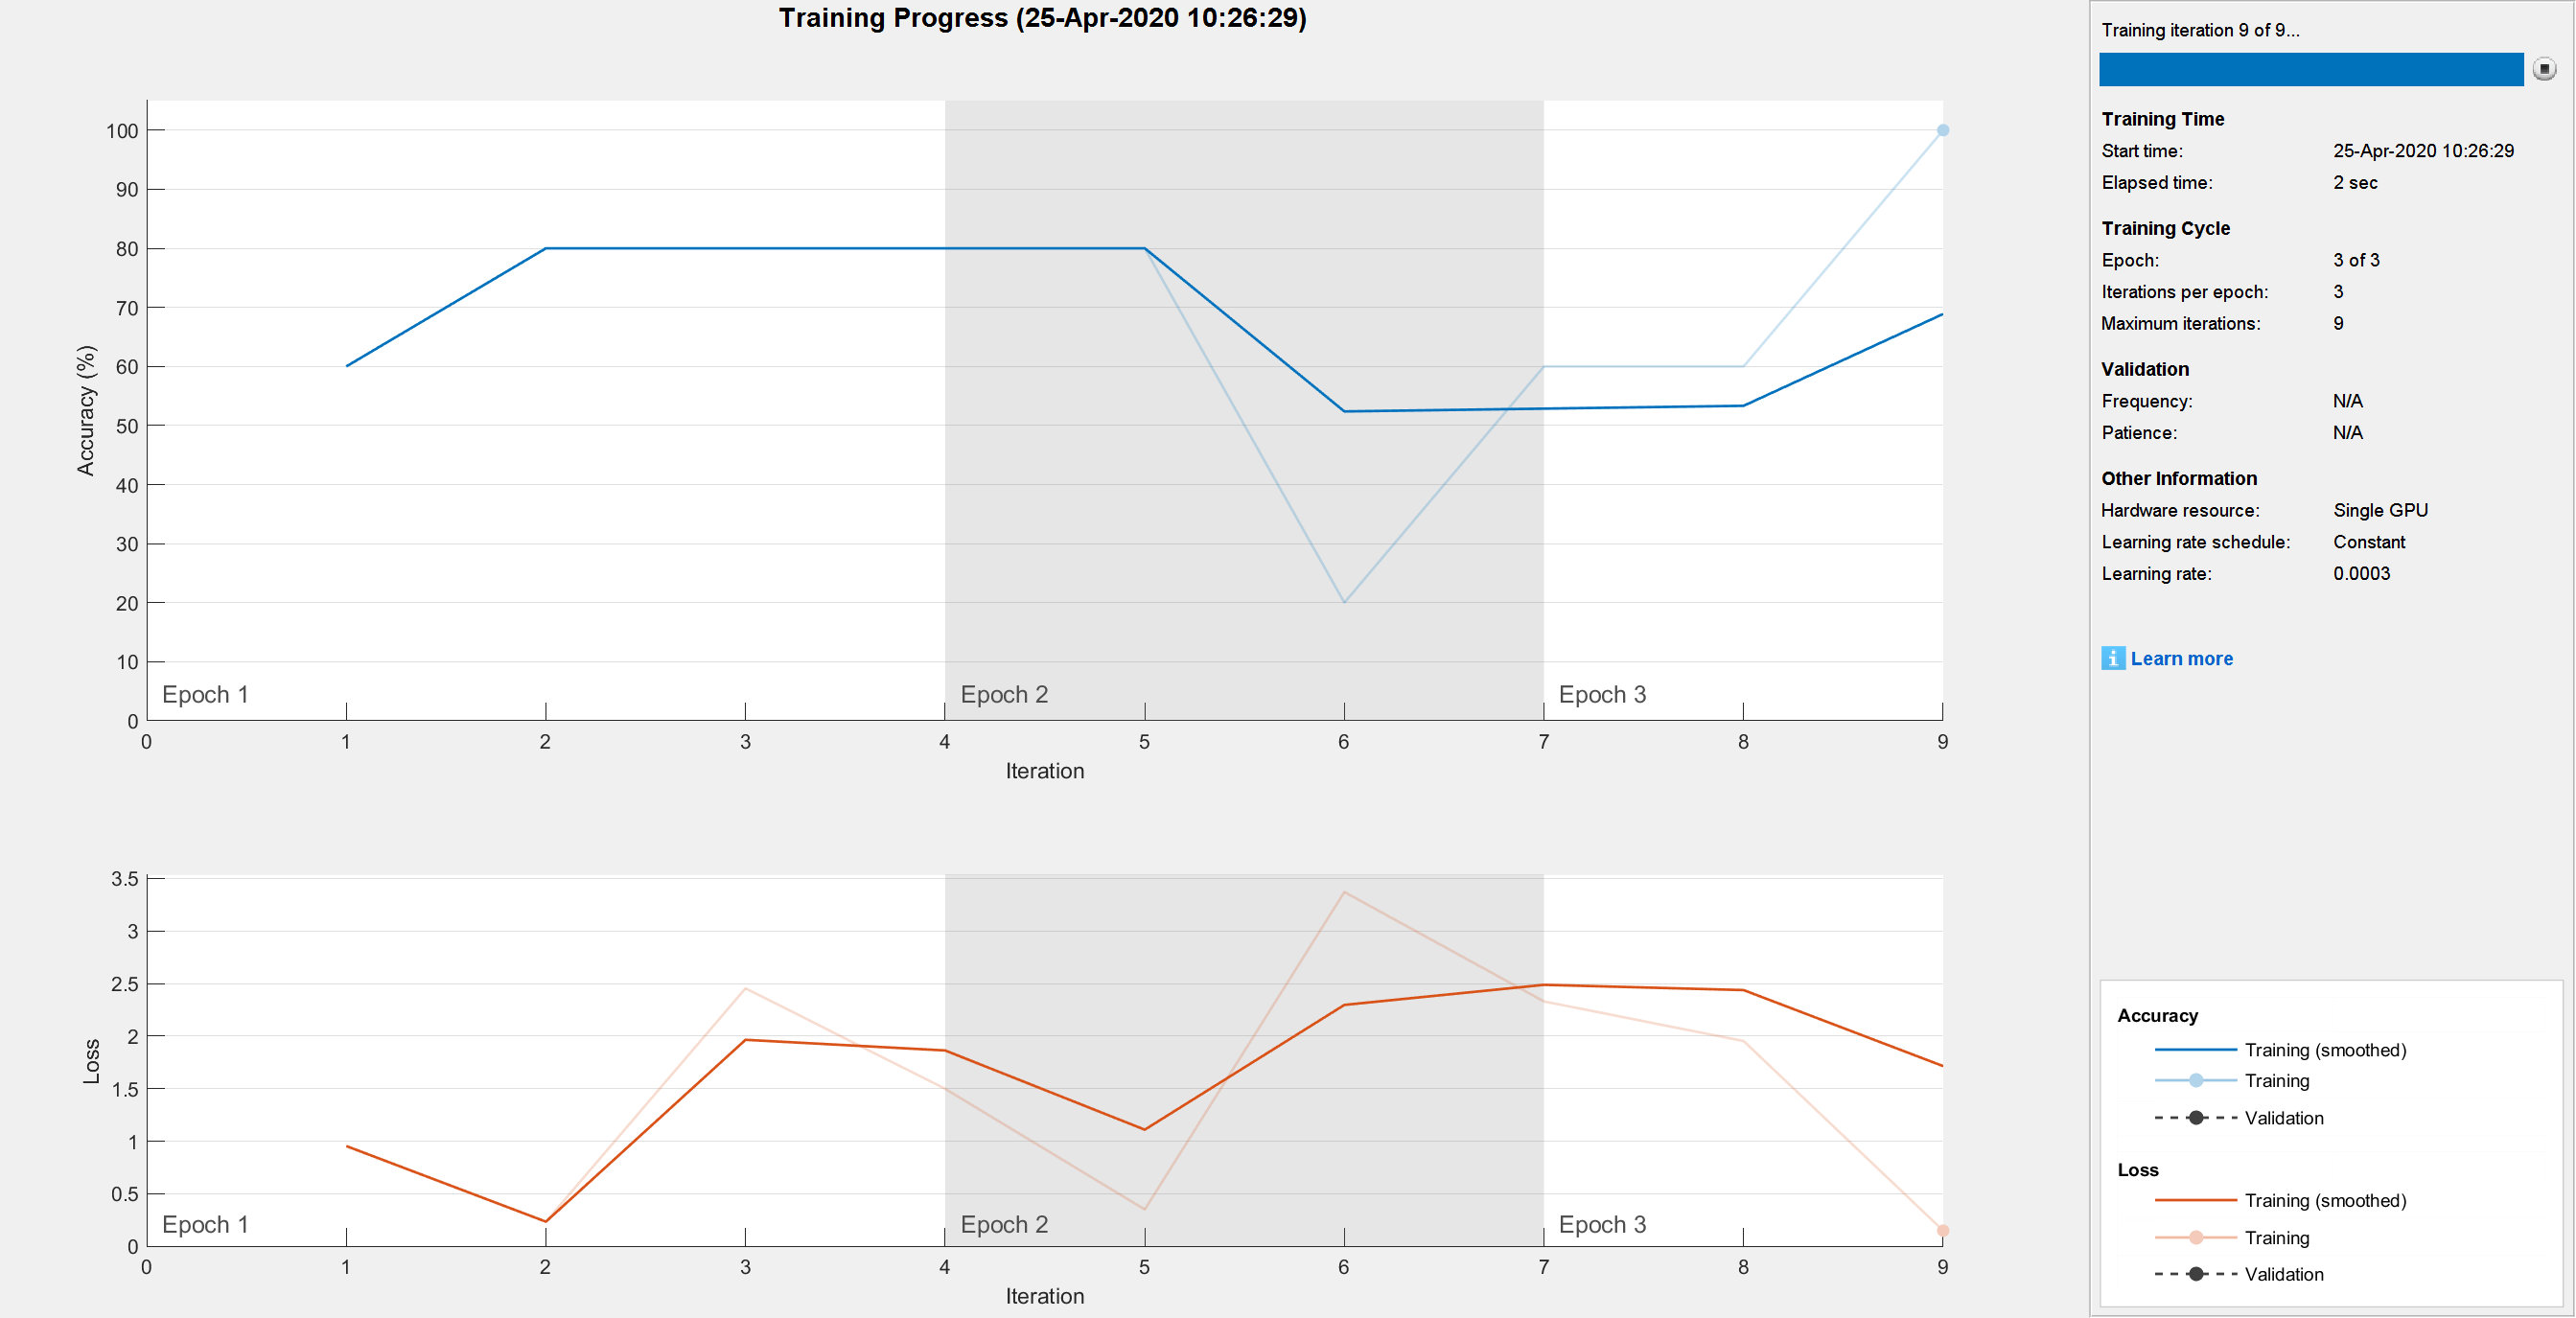 Training Progress (25-Apr-2020 10:26:29)
100
90
80
70
60
50
40
30
20
10
0
Accuracy (%)
Epoch 1 Epoch 2 Epoch 3
0 1 2 3 4 5 6 7 8 9
Iteration
3.5
3
2.5
2
1.5
1
0.5
0
Loss
Epoch 1 Epoch 2 Epoch 3
0 1 2 3 4 5 6 7 8 9
Iteration
Training iteration 9 of 9...
Training Time
Start time: 25-Apr-2020 10:26:29
Elapsed time: 2 sec
Training Cycle
Epoch: 3 of 3
Iterations per epoch: 3
Maximum iterations: 9
Validation
Frequency: N/A
Patience: N/A
Other Information
Hardware resource: Single GPU
Learning rate schedule: Constant
Learning rate: 0.0003
i Learn more
Accuracy
Training (smoothed)
Training
Validation
Loss
Training (smoothed)
Training
Validation